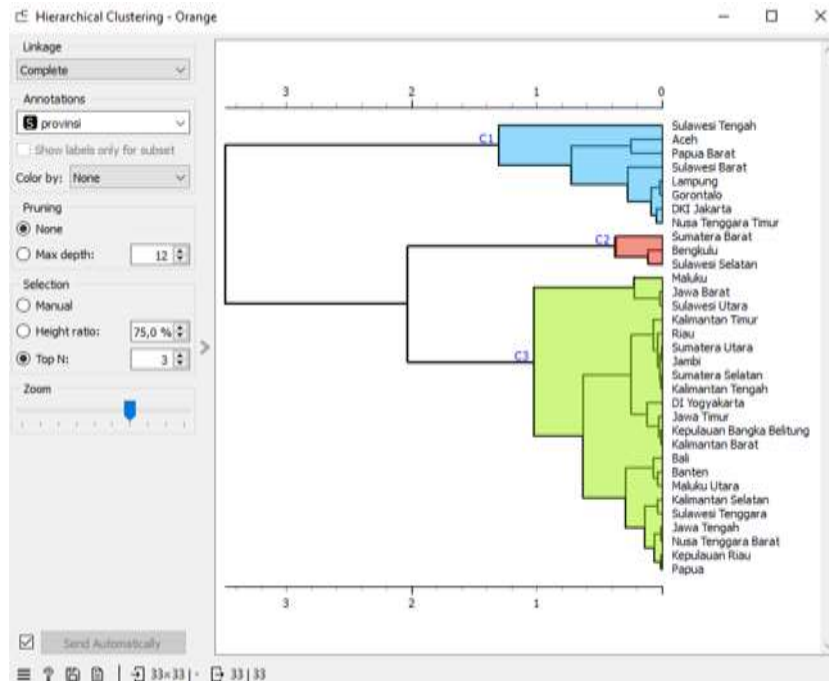 Hierarchical Clustering - Orange
Linkage
Complete
Annotations
S provinsi
Show labels only for subset
Color by: None
Pruning
None
Max depth: 12
Selection
Manual
Height ratio: 75,0 %
Top N: 3
Zoom
3 2 1 0
C1
Sulawesi Tengah
Aceh
Papua Barat
Sulawesi Barat
Lampung
Gorontalo
DKI Jakarta
Nusa Tenggara Timur
C2
Sumatera Barat
Bengkulu
Sulawesi Selatan
C3
Maluku
Jawa Barat
Sulawesi Utara
Kalimantan Timur
Riau
Sumatera Utara
Jambi
Sumatera Selatan
Kalimantan Tengah
DI Yogyakarta
Jawa Timur
Kepulauan Bangka Belitung
Kalimantan Barat
Bali
Banten
Maluku Utara
Kalimantan Selatan
Sulawesi Tenggara
Jawa Tengah
Nusa Tenggara Barat
Kepulauan Riau
Papua
3 2 1 0
Send Automatically
? 33×33 | - 33 | 33